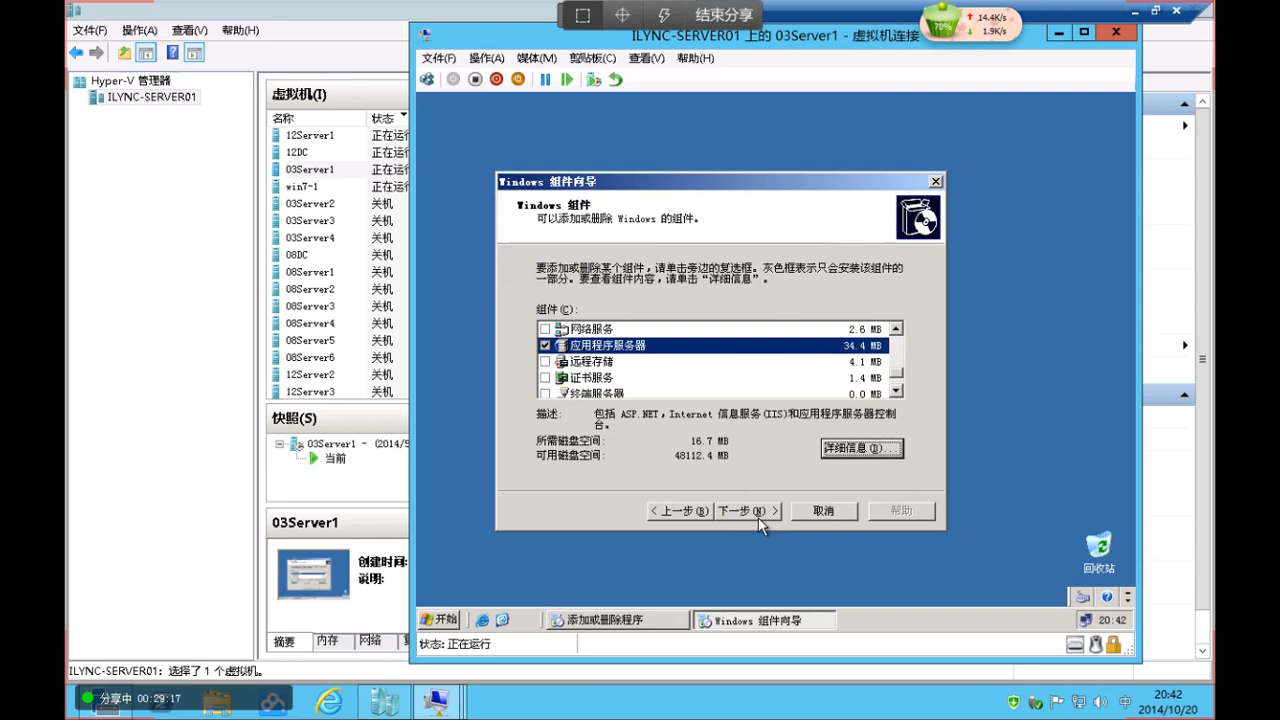 结束分享
70%
14.4K/s
1.9K/s
文件(F) 操作(A) 查看(V) 帮助(H)
Hyper-V 管理器
ILYNC-SERVER01
虚拟机(I)
名称 状态
12Server1 正在运行
12DC 正在运行
03Server1 正在运行
win7-1 正在运行
03Server2 关机
03Server3 关机
03Server4 关机
08DC 关机
08Server1 关机
08Server2 关机
08Server3 关机
08Server4 关机
08Server5 关机
08Server6 关机
12Server2 关机
12Server3 关机
快照(S)
03Server1 - (2014/5
当前
03Server1
创建时间:
说明:
摘要 内存 网络
ILYNC-SERVER01: 选择了 1 个虚拟机。
ILYNC-SERVER01 上的 03Server1 - 虚拟机连接
文件(F) 操作(A) 媒体(M) 剪贴板(C) 查看(V) 帮助(H)
Windows 组件向导
Windows 组件
可以添加或删除 Windows 的组件。
要添加或删除某个组件，请单击旁边的复选框。灰色框表示只会安装该组件的
一部分。要查看组件内容，请单击“详细信息”。
组件(C):
网络服务 2.6 MB
应用程序服务器 34.4 MB
远程存储 4.1 MB
证书服务 1.4 MB
终端服务器 0.0 MB
描述: 包括 ASP.NET，Internet 信息服务(IIS)和应用程序服务器控制
台。
所需磁盘空间: 16.7 MB
可用磁盘空间: 48112.4 MB
详细信息(D)...
< 上一步(B) 下一步(N) > 取消 帮助
回收站
开始 添加或删除程序 Windows 组件向导 20:42
状态: 正在运行
分享中 00:29:17
中
20:42
2014/10/20